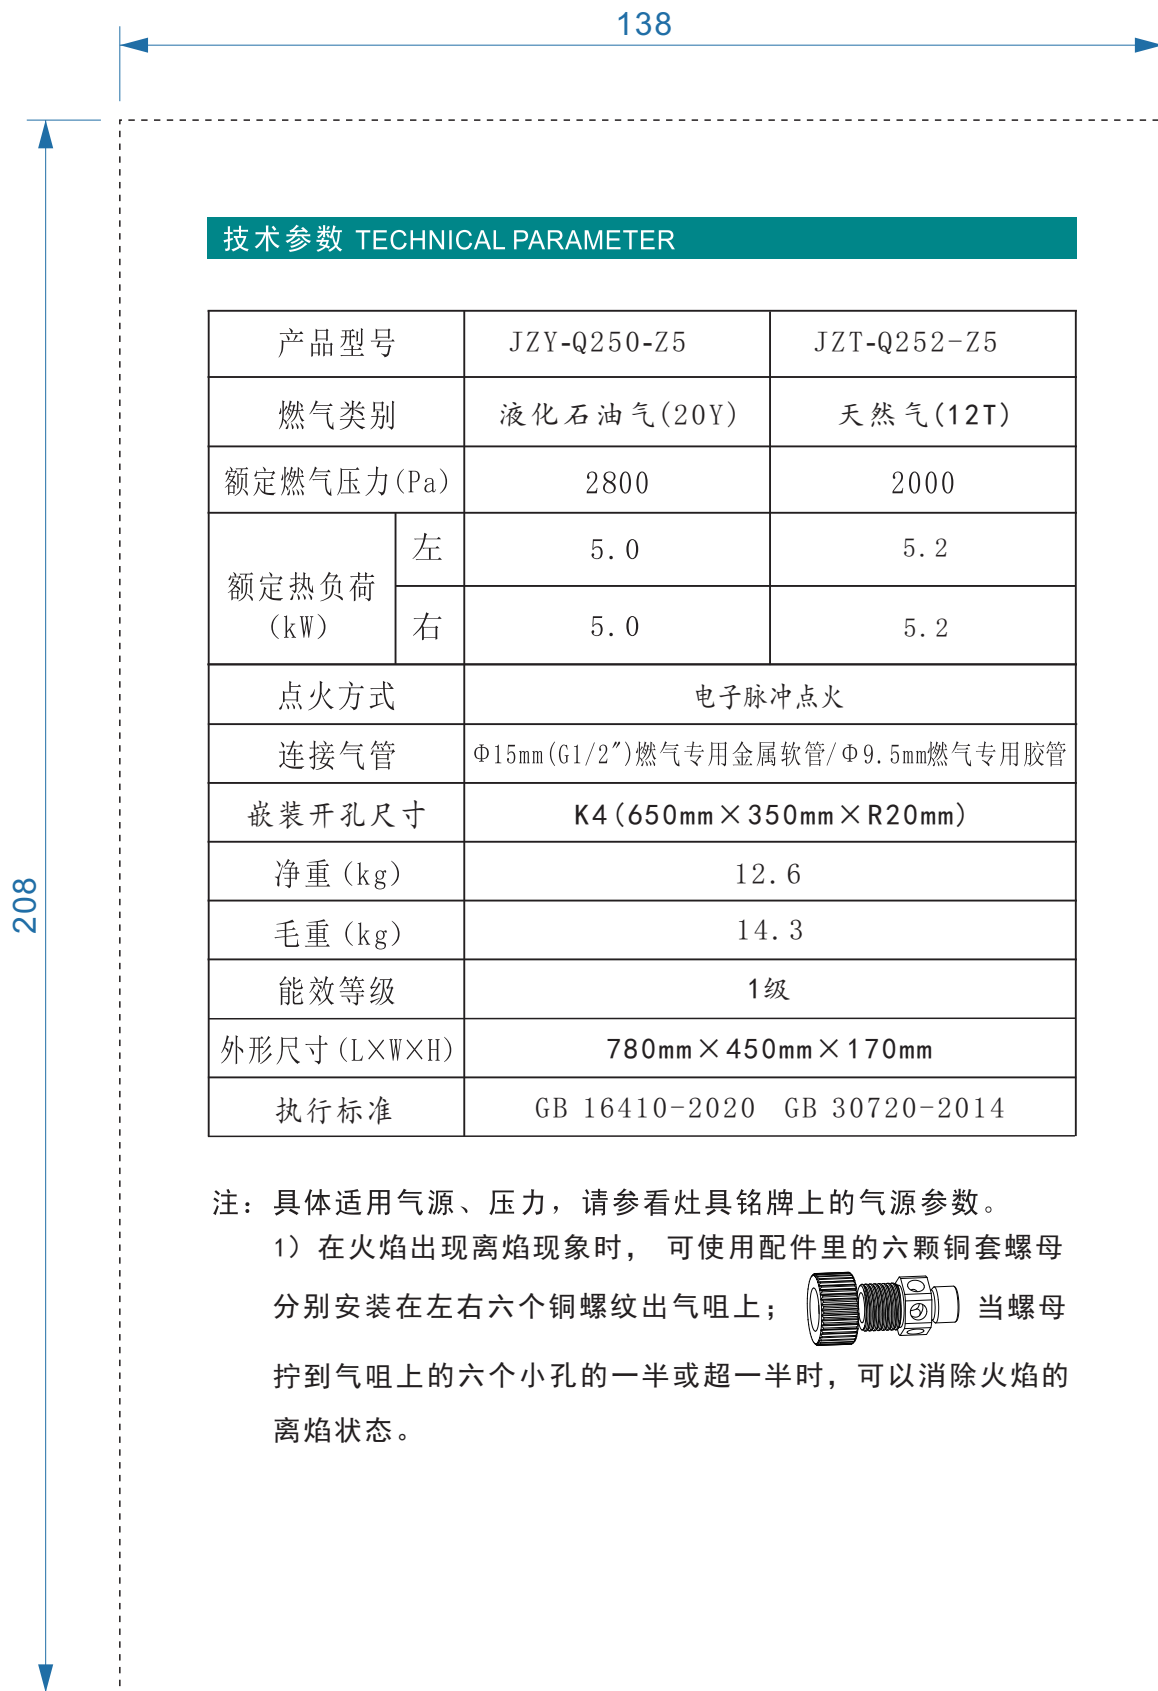 138
208
技术参数 TECHNICAL PARAMETER
产品型号 JZY-Q250-Z5 JZT-Q252-Z5
燃气类别 液化石油气(20Y) 天然气(12T)
额定燃气压力(Pa) 2800 2000
额定热负荷(kW) 左 5.0 5.2
右 5.0 5.2
点火方式 电子脉冲点火
连接气管 Φ15mm(G1/2″)燃气专用金属软管/Φ9.5mm燃气专用胶管
嵌装开孔尺寸 K4(650mm×350mm×R20mm)
净重(kg) 12.6
毛重(kg) 14.3
能效等级 1级
外形尺寸(L×W×H) 780mm×450mm×170mm
执行标准 GB 16410-2020 GB 30720-2014
注：具体适用气源、压力，请参看灶具铭牌上的气源参数。
1）在火焰出现离焰现象时， 可使用配件里的六颗铜套螺母
分别安装在左右六个铜螺纹出气咀上； 当螺母
拧到气咀上的六个小孔的一半或超一半时，可以消除火焰的
离焰状态。